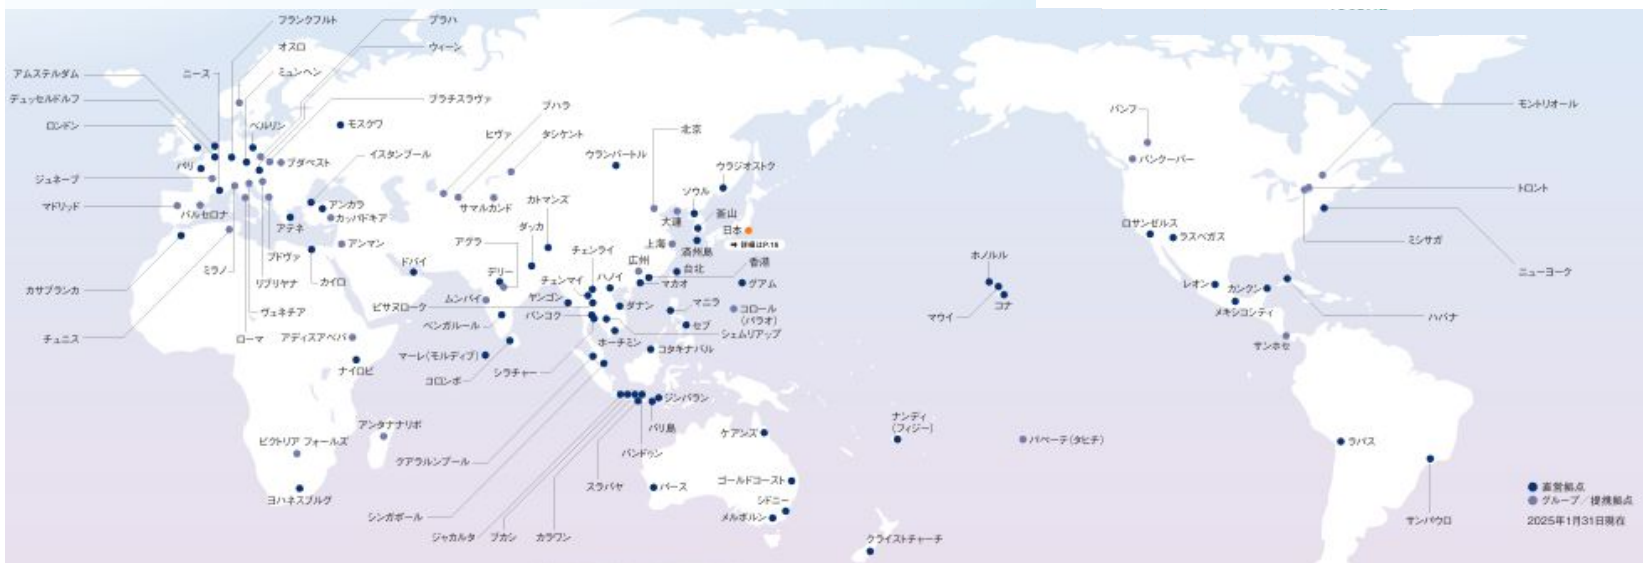 フランクフルト
プラハ
オスロ
ウィーン
アムステルダム
ニース
ミュンヘン
デュッセルドルフ
ブラチスラヴァ
ブハラ
ロンドン
ベルリン
モスクワ
ヒヴァ
タシケント
北京
パリ
ブダペスト
イスタンブール
ウランバートル
ウラジオストク
ジュネーブ
ソウル
マドリッド
バルセロナ
アンカラ
カッパドキア
サマルカンド
カトマンズ
大連
釜山
アテネ
ダッカ
日本
アンマン
アグラ
チェンライ
上海
済州島
➡ 詳細はP.18
ミラノ
ブドヴァ
ドバイ
デリー
広州
香港
カサブランカ
リブリヤナ
カイロ
チェンマイ
ハノイ
台北
ムンバイ
ヤンゴン
マカオ
グアム
ピサヌローク
ヴェネチア
ダナン
マニラ
コロール
(パラオ)
ベンガルール
バンコク
チュニス
ローマ
アディスアベバ
セブ
シェムリアップ
ホーチミン
マーレ(モルディブ)
コタキナバル
ナイロビ
コロンボ
シラチャー
ジンバラン
アンタナナリボ
バリ島
ケアンズ
ビクトリア フォールズ
バンドゥン
クアラルンプール
ヨハネスブルグ
スラバヤ
パース
ゴールドコースト
シドニー
シンガポール
メルボルン
ジャカルタ
ブカシ
カラワン
クライストチャーチ
バンフ
モントリオール
バンクーバー
トロント
ロサンゼルス
ラスベガス
ミシサガ
ホノルル
ニューヨーク
レオン
カンクン
コナ
マウイ
メキシコシティ
ハバナ
サンホセ
ナンディ
(フィジー)
パペーテ(タヒチ)
ラパス
サンパウロ
直営拠点
グループ/提携拠点
2025年1月31日現在